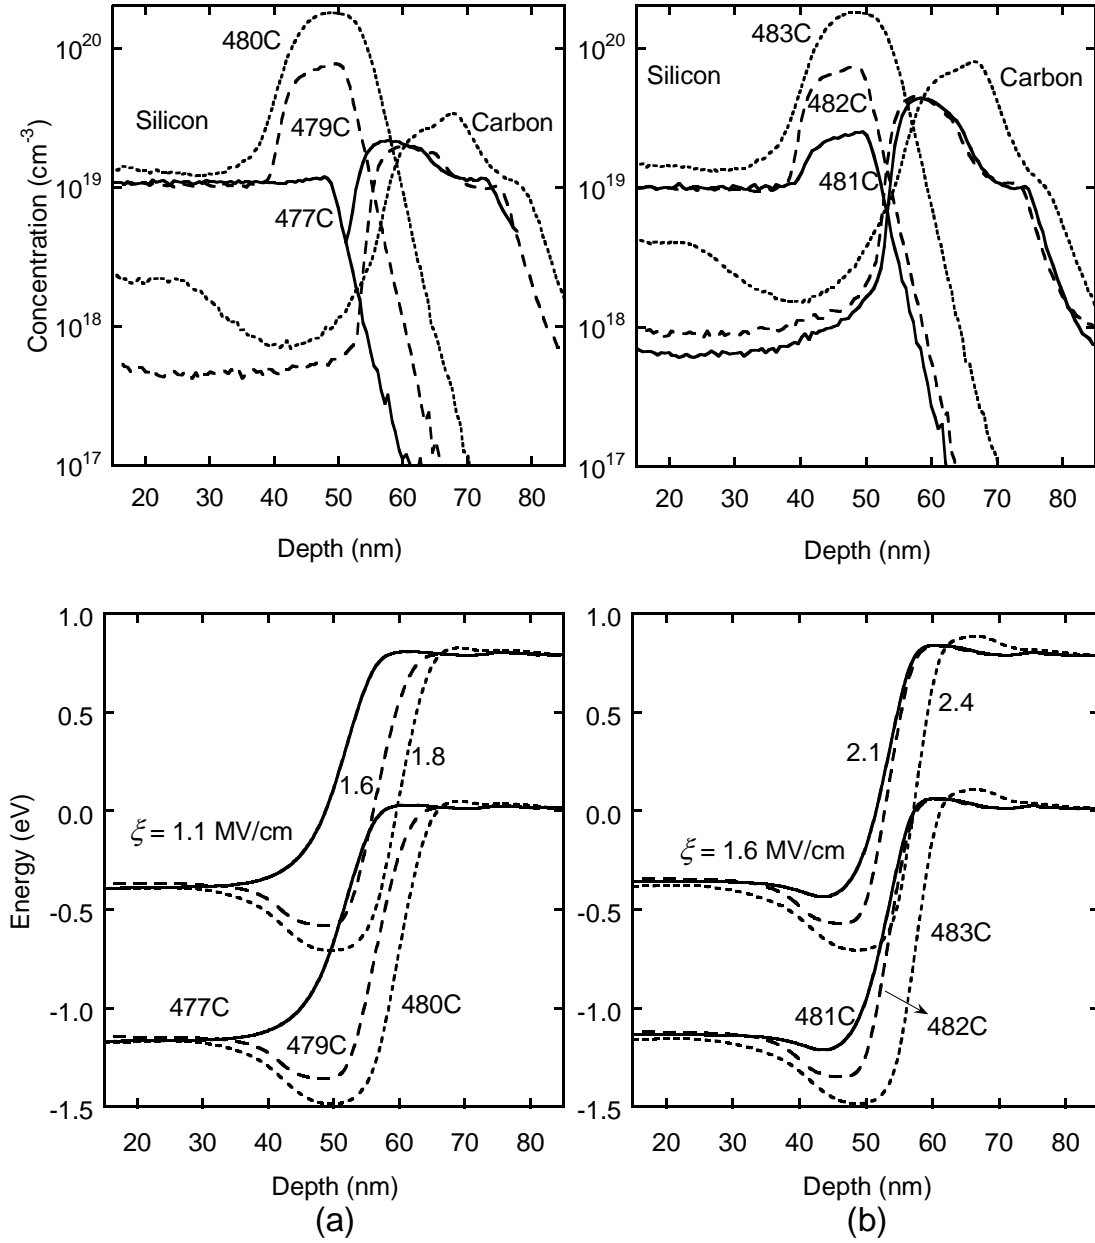 Concentration (cm-3)
10^20
10^19
10^18
10^17
480C
Silicon
479C
Carbon
477C
20 30 40 50 60 70 80
Depth (nm)
10^20
10^19
10^18
10^17
483C
Silicon
Carbon
482C
481C
20 30 40 50 60 70 80
Depth (nm)
Energy (eV)
1.0
0.5
0.0
-0.5
-1.0
-1.5
1.8
1.6
ξ = 1.1 MV/cm
477C
480C
479C
20 30 40 50 60 70 80
Depth (nm)
(a)
1.0
0.5
0.0
-0.5
-1.0
-1.5
2.4
2.1
ξ = 1.6 MV/cm
483C
481C
482C
20 30 40 50 60 70 80
Depth (nm)
(b)